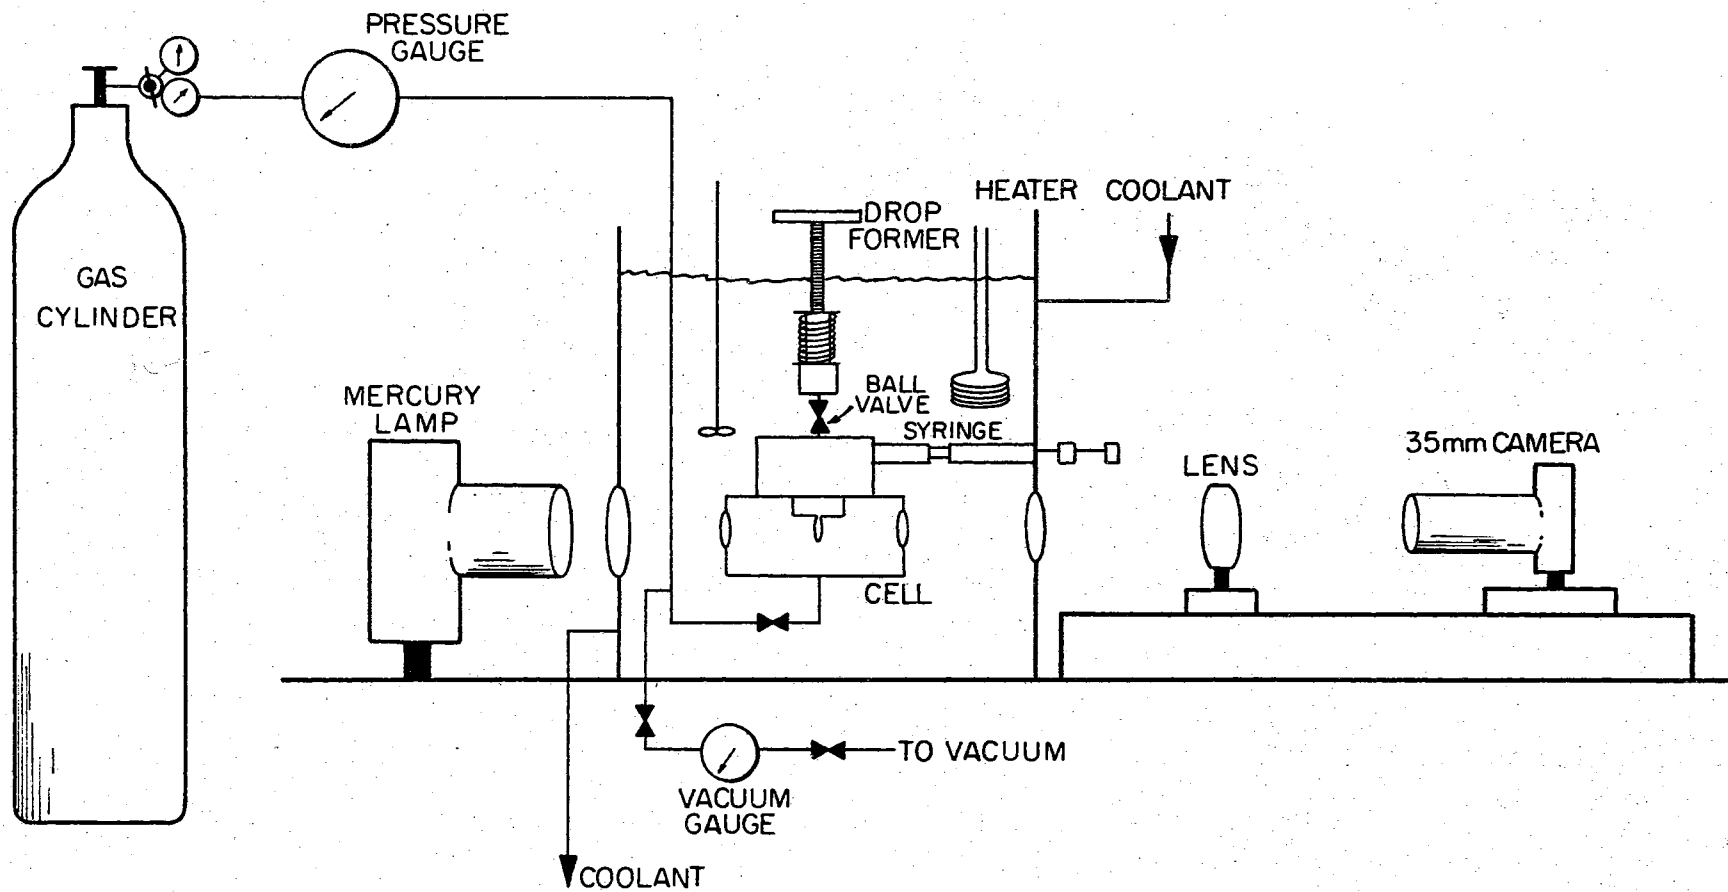 PRESSURE
GAUGE
HEATER
COOLANT
DROP
FORMER
GAS
CYLINDER
BALL
VALVE
MERCURY
LAMP
SYRINGE
35mm CAMERA
LENS
CELL
TO VACUUM
VACUUM
GAUGE
COOLANT